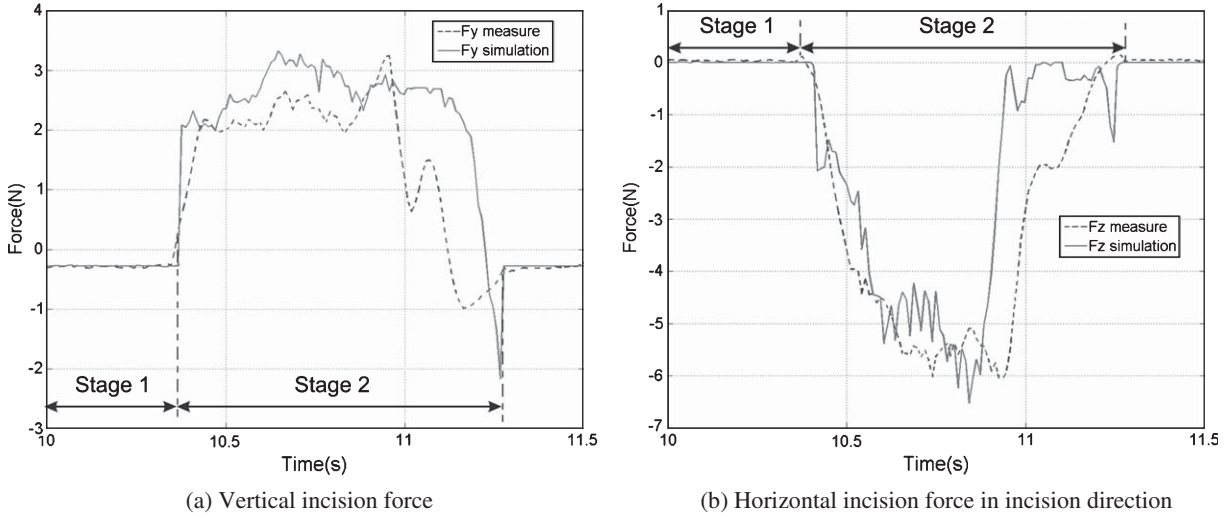 4
3
2
1
0
-1
-2
-3
Force(N)
Fy measure
Fy simulation
Stage 1
Stage 2
10
10.5
11
11.5
Time(s)
(a) Vertical incision force
1
0
-1
-2
-3
-4
-5
-6
-7
Force(N)
Stage 1
Stage 2
Fz measure
Fz simulation
10
10.5
11
11.5
Time(s)
(b) Horizontal incision force in incision direction